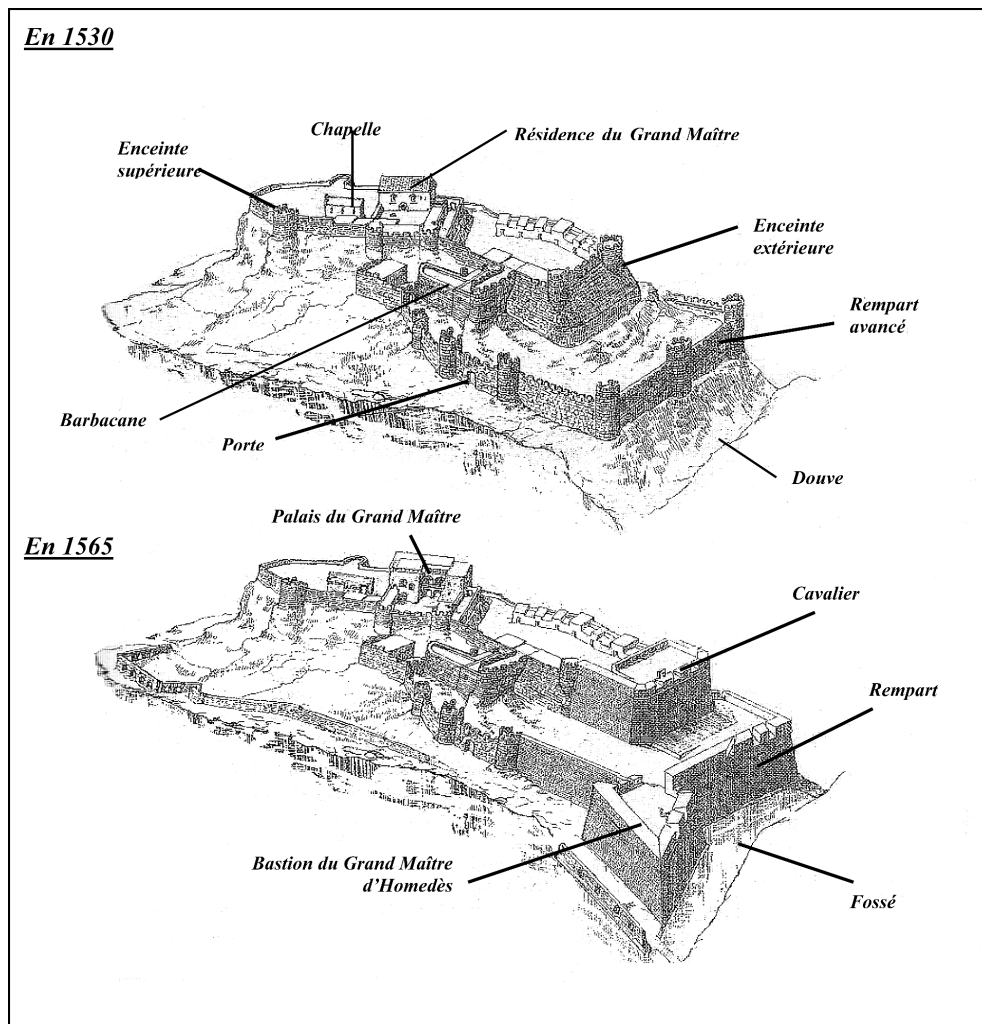 En 1530
Chapelle
Résidence du Grand Maître
Enceinte
supérieure
Enceinte
extérieure
Rempart
avancé
Barbacane
Porte
Douve
Palais du Grand Maître
En 1565
Cavalier
Rempart
Bastion du Grand Maître
d'Homedès
Fossé